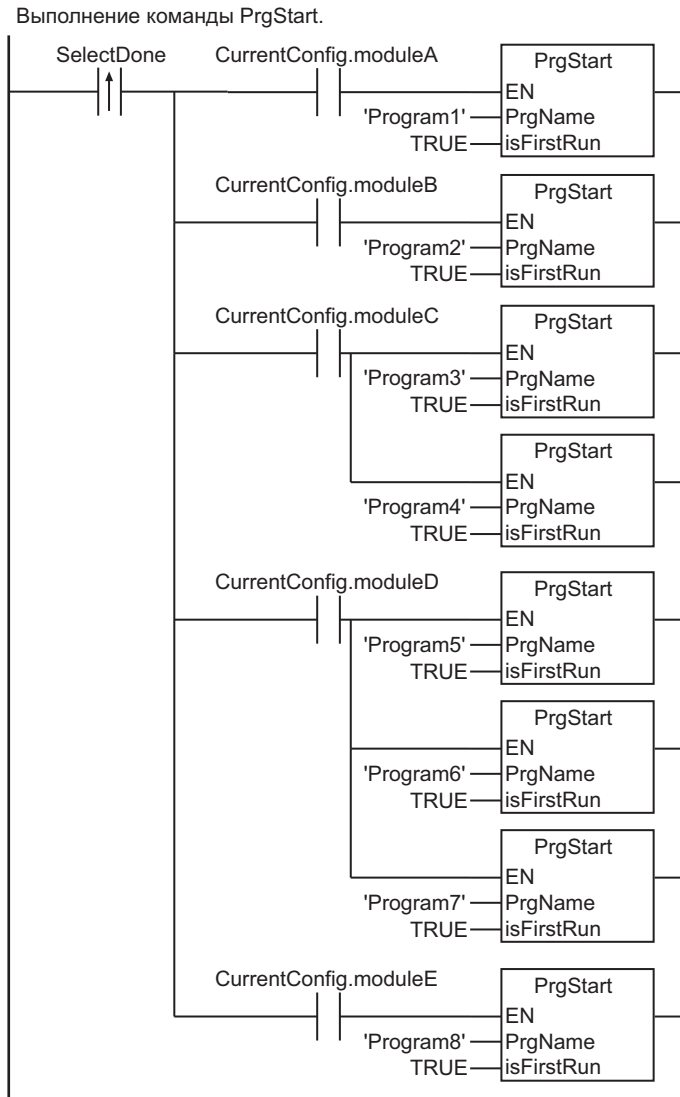 Выполнение команды PrgStart.
SelectDone
CurrentConfig.moduleA
PrgStart
EN
'Program1' PrgName
TRUE isFirstRun
CurrentConfig.moduleB
PrgStart
EN
'Program2' PrgName
TRUE isFirstRun
CurrentConfig.moduleC
PrgStart
EN
'Program3' PrgName
TRUE isFirstRun
PrgStart
EN
'Program4' PrgName
TRUE isFirstRun
CurrentConfig.moduleD
PrgStart
EN
'Program5' PrgName
TRUE isFirstRun
PrgStart
EN
'Program6' PrgName
TRUE isFirstRun
PrgStart
EN
'Program7' PrgName
TRUE isFirstRun
CurrentConfig.moduleE
PrgStart
EN
'Program8' PrgName
TRUE isFirstRun